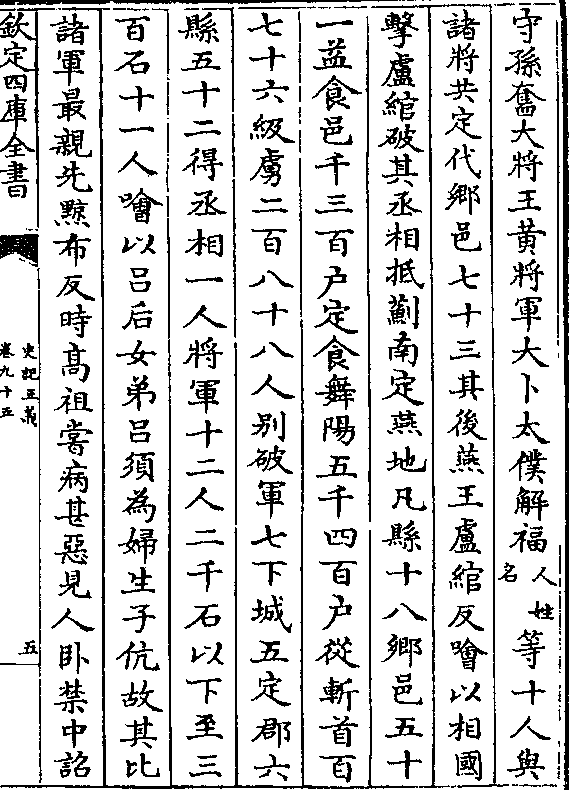 守孫奮大將王黄將軍大卜太僕解福人姓名等十人與
諸將共定代鄉邑七十三其後燕王盧綰反噲以相國
擊盧綰破其丞相抵薊南定燕地凡縣十八鄉邑五十
一益食邑千三百户定食舞陽五千四百户從斬首百
七十六級虜二百八十八人别破軍七下城五定郡六
縣五十二得丞相一人將軍十二人二千石以下至三
百石十一人噲以吕后女弟吕須為婦生子伉故其比
諸軍最親先黥布反時高祖嘗病甚惡見人卧禁中詔
欽定四庫全書
史記正義
卷九十五
五